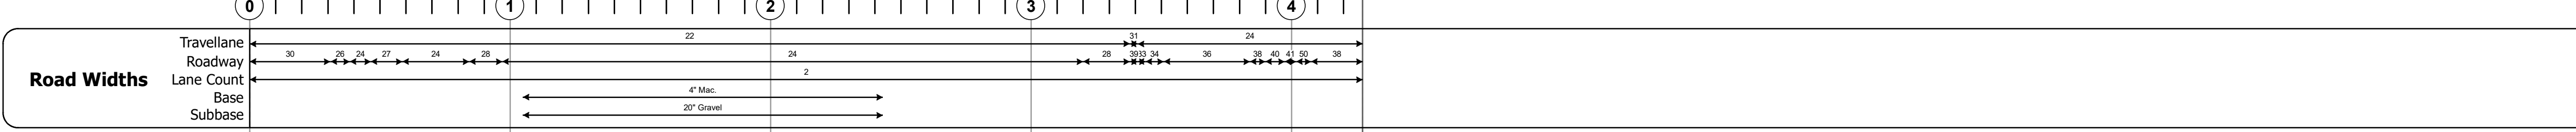 0 1 2 3 4
Travellane 22 31 24
Roadway 30 26 24 27 24 28 24 28 39 33 34 36 38 40 41 50 38
Road Widths
Lane Count 2
Base 4" Mac.
Subbase 20" Gravel